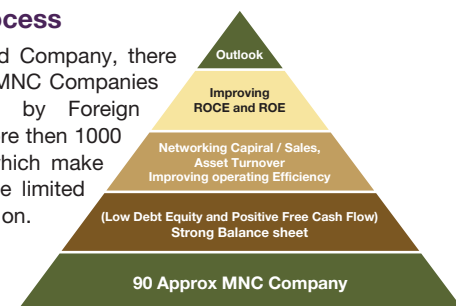 ocess
d Company, there
MNC Companies
by Foreign
re then 1000
which make
e limited
on.
Outlook
Improving
ROCE and ROE
Networking Capiral / Sales,
Asset Turnover
Improving operating Efficiency
(Low Debt Equity and Positive Free Cash Flow)
Strong Balance sheet
90 Approx MNC Company